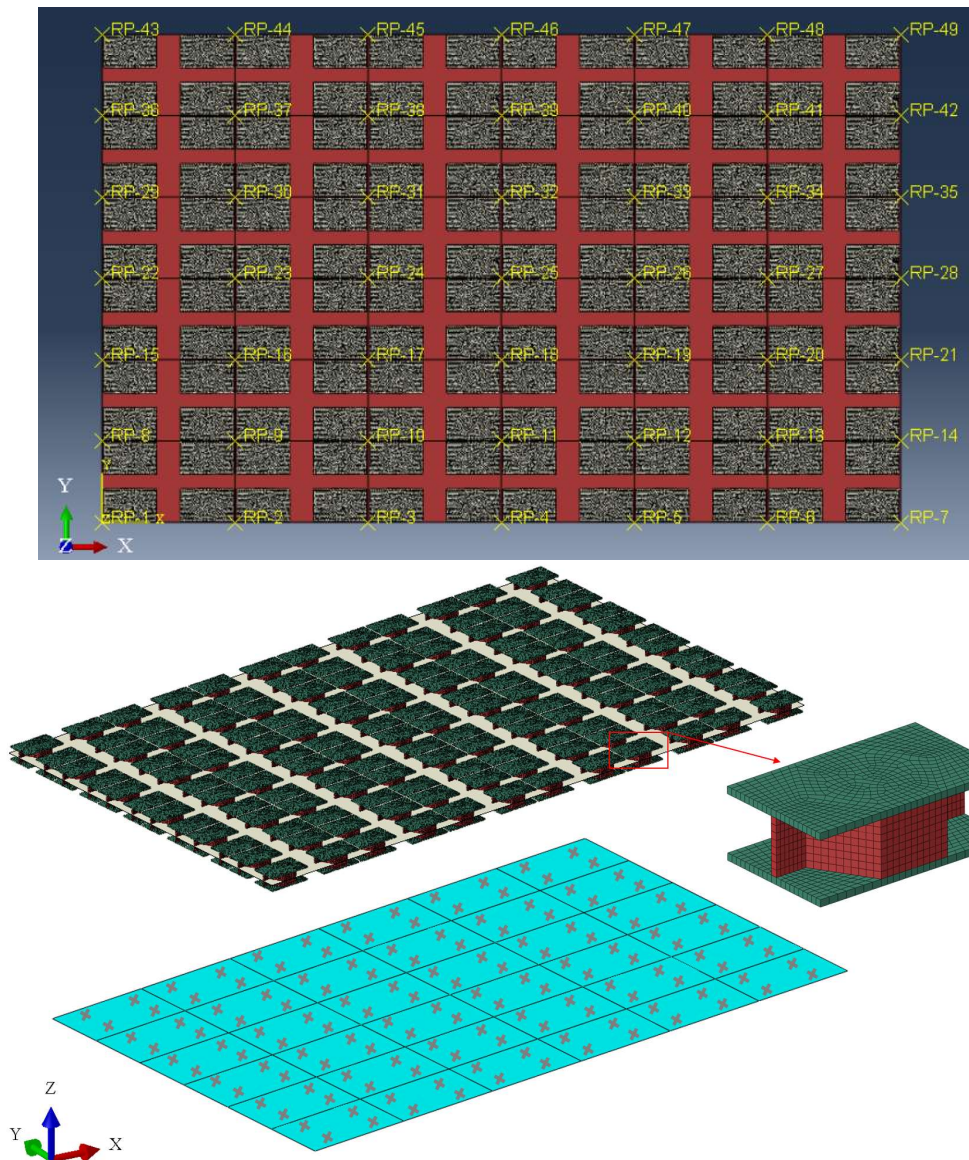 RP-43 RP-44 RP-45 RP-46 RP-47 RP-48 RP-49
RP-36 RP-37 RP-38 RP-39 RP-40 RP-41 RP-42
RP-29 RP-30 RP-31 RP-32 RP-33 RP-34 RP-35
RP-22 RP-23 RP-24 RP-25 RP-26 RP-27 RP-28
RP-15 RP-16 RP-17 RP-18 RP-19 RP-20 RP-21
RP-8 RP-9 RP-10 RP-11 RP-12 RP-13 RP-14
Y
Y
RP-1 X RP-2 RP-3 RP-4 RP-5 RP-6 RP-7
Z X
Z
Y X